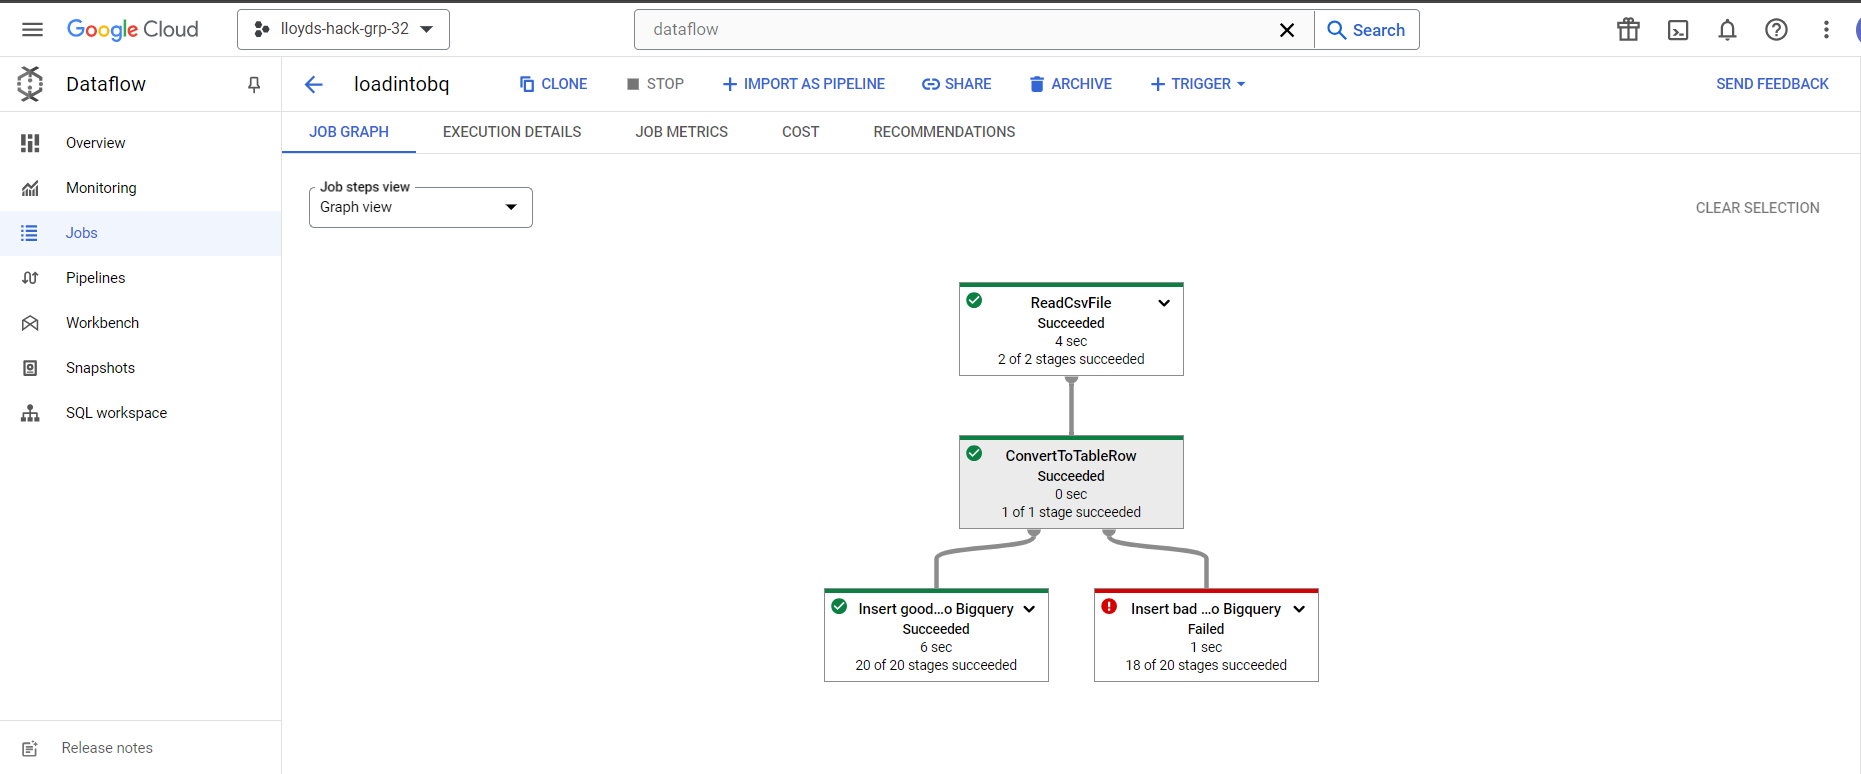 Google Cloud
lloyds-hack-grp-32
dataflow
Search
Dataflow
loadintobq
CLONE
STOP
IMPORT AS PIPELINE
SHARE
ARCHIVE
TRIGGER
SEND FEEDBACK
Overview
Monitoring
Jobs
Pipelines
Workbench
Snapshots
SQL workspace
Release notes
JOB GRAPH
EXECUTION DETAILS
JOB METRICS
COST
RECOMMENDATIONS
Job steps view
Graph view
CLEAR SELECTION
ReadCsvFile
Succeeded
4 sec
2 of 2 stages succeeded
ConvertToTableRow
Succeeded
0 sec
1 of 1 stage succeeded
Insert good…o Bigquery
Succeeded
6 sec
20 of 20 stages succeeded
Insert bad …o Bigquery
Failed
1 sec
18 of 20 stages succeeded